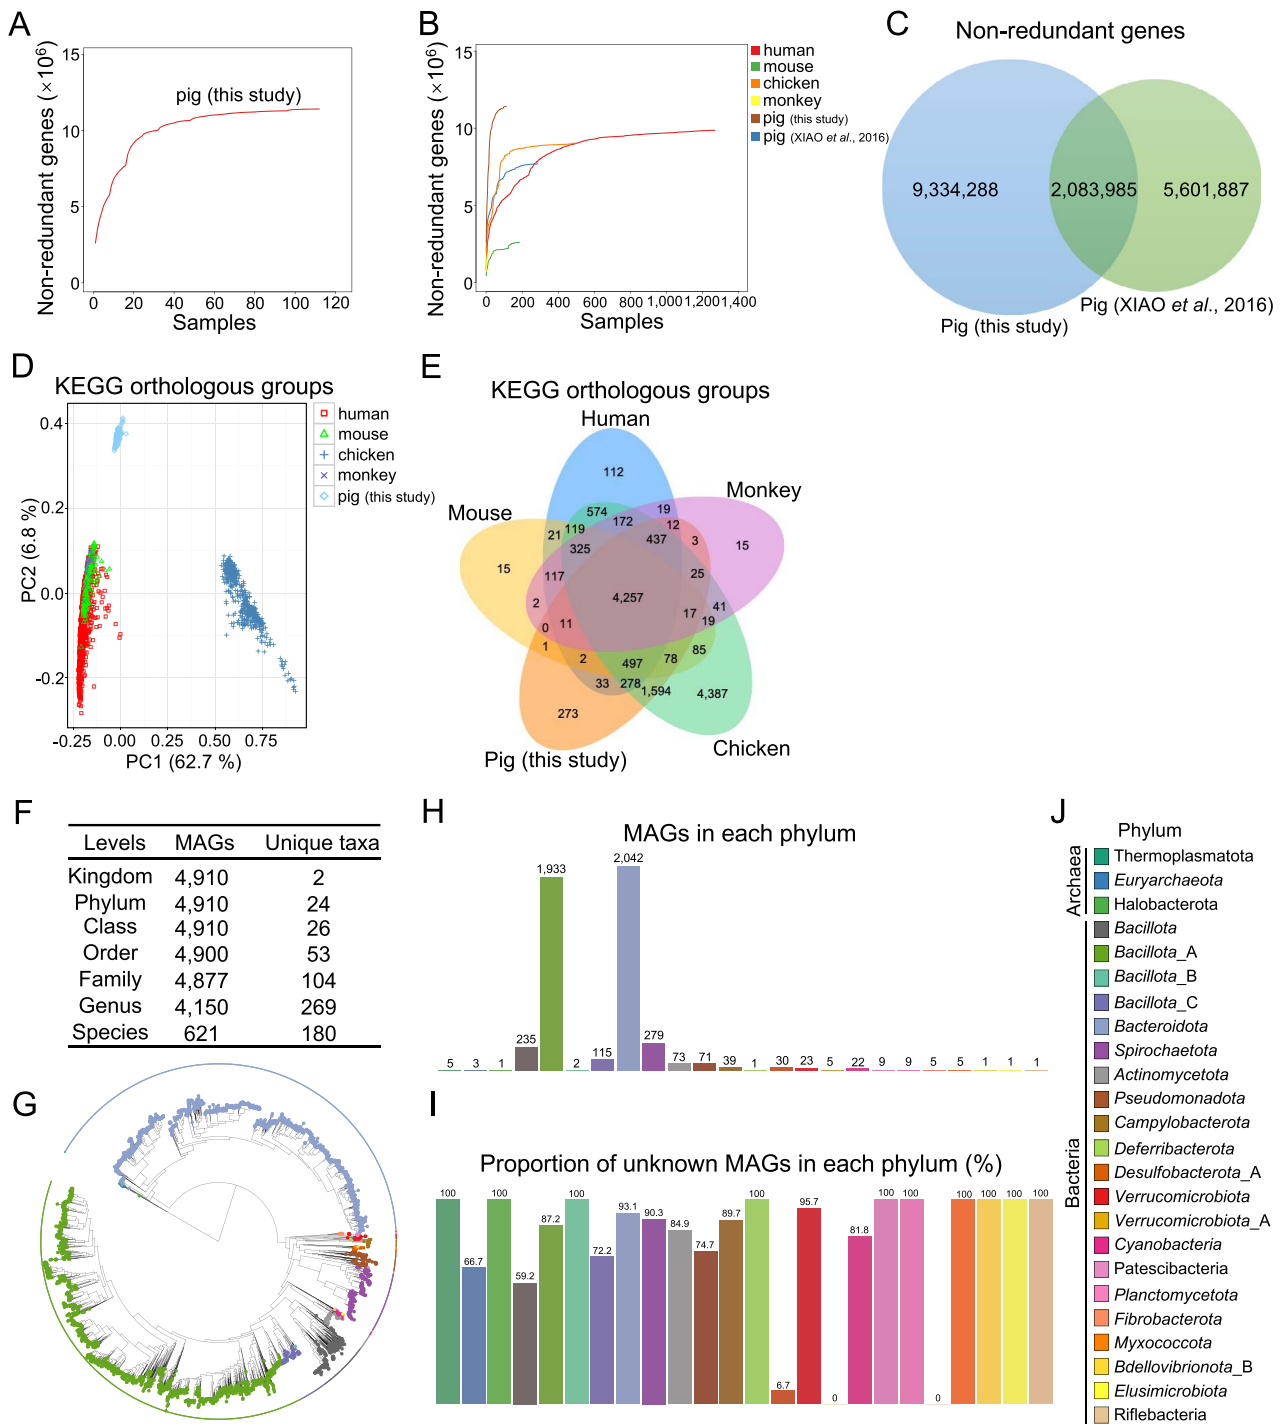 A
Non-redundant genes (×10⁶)
15
10
5
0
pig (this study)
0 20 40 60 80 100 120
Samples
B
Non-redundant genes (×10⁶)
15
10
5
0
0 200 400 600 800 1,000 1,200 1,400
Samples
human
mouse
chicken
monkey
pig (this study)
pig (XIAO et al., 2016)
C
Non-redundant genes
9,334,288 2,083,985 5,601,887
Pig (XIAO et al., 2016)
Pig (this study)
D
KEGG orthologous groups
PC2 (6.8 %)
0.4
0.2
0.0
-0.2
-0.25 0.00 0.50 0.75
PC1 (62.7 %)
human
mouse
chicken
monkey
pig (this study)
E
KEGG orthologous groups
Human
Monkey
Mouse
Chicken
Pig (this study)
112
574 172 19
21 119 12
325 437 3 15
15 117 25
2 4,257 41
0 11 17 19
1 2 497 78 85
33 278 1,594 4,387
273
F
Levels MAGs Unique taxa
Kingdom 4,910 2
Phylum 4,910 24
Class 4,910 26
Order 4,900 53
Family 4,877 104
Genus 4,150 269
Species 621 180
G
H
MAGs in each phylum
5 3 1 235 1,933 2 115 2,042 279 73 71 39 1 30 23 5 22 9 9 5 5 1 1 1
I
Proportion of unknown MAGs in each phylum (%)
100 66.7 100 59.2 87.2 100 72.2 93.1 90.3 84.9 74.7 89.7 100 6.7 95.7 0 81.8 100 100 0 100 100 100 100
J
Phylum
Archaea
Thermoplasmatota
Euryarchaeota
Halobacterota
Bacteria
Bacillota
Bacillota_A
Bacillota_B
Bacillota_C
Bacteroidota
Spirochaetota
Actinomycetota
Pseudomonadota
Campylobacterota
Deferribacterota
Desulfobacterota_A
Verrucomicrobiota
Verrucomicrobiota_A
Cyanobacteria
Patescibacteria
Planctomycetota
Fibrobacterota
Myxococcota
Bdellovibrionota_B
Elusimicrobiota
Riflebacteria